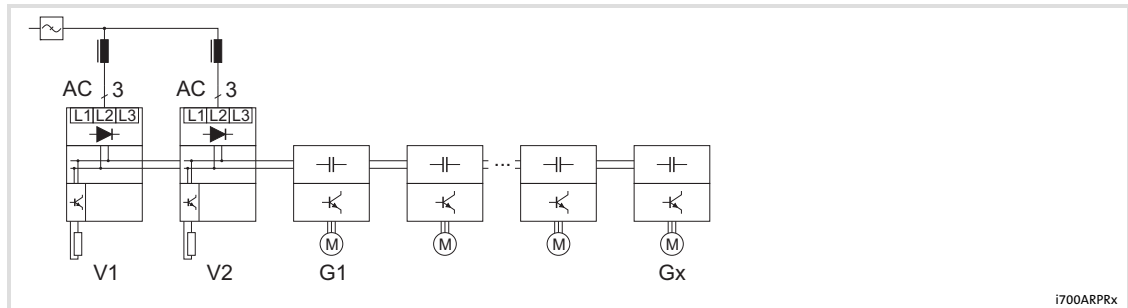 AC 3 AC 3
L1 L2 L3 L1 L2 L3
...
M M M M
V1 V2 G1 Gx
i700ARPRx